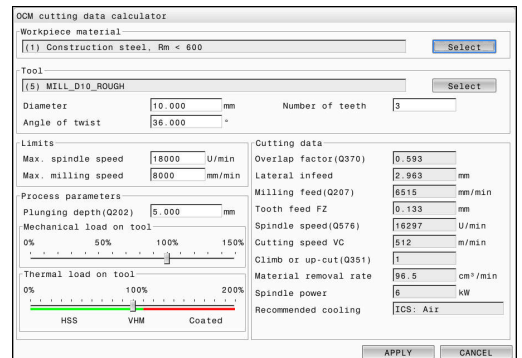 OCM cutting data calculator
Workpiece material
(1) Construction steel, Rm < 600
Select
Tool
(5) MILL_D10_ROUGH
Select
Diameter 10.000 mm Number of teeth 3
Angle of twist 36.000 °
Limits
Max. spindle speed 18000 U/min
Max. milling speed 8000 mm/min
Process parameters
Plunging depth(Q202) 5.000 mm
Mechanical load on tool
0% 50% 100% 150%
Thermal load on tool
0% 100% 200%
HSS VHM Coated
Cutting data
Overlap factor(Q370) 0.593
Lateral infeed 2.963 mm
Milling feed(Q207) 6515 mm/min
Tooth feed FZ 0.133 mm
Spindle speed(Q576) 16297 U/min
Cutting speed VC 512 m/min
Climb or up-cut(Q351) 1
Material removal rate 96.5 cm³/min
Spindle power 6 kW
Recommended cooling ICS: Air
APPLY CANCEL